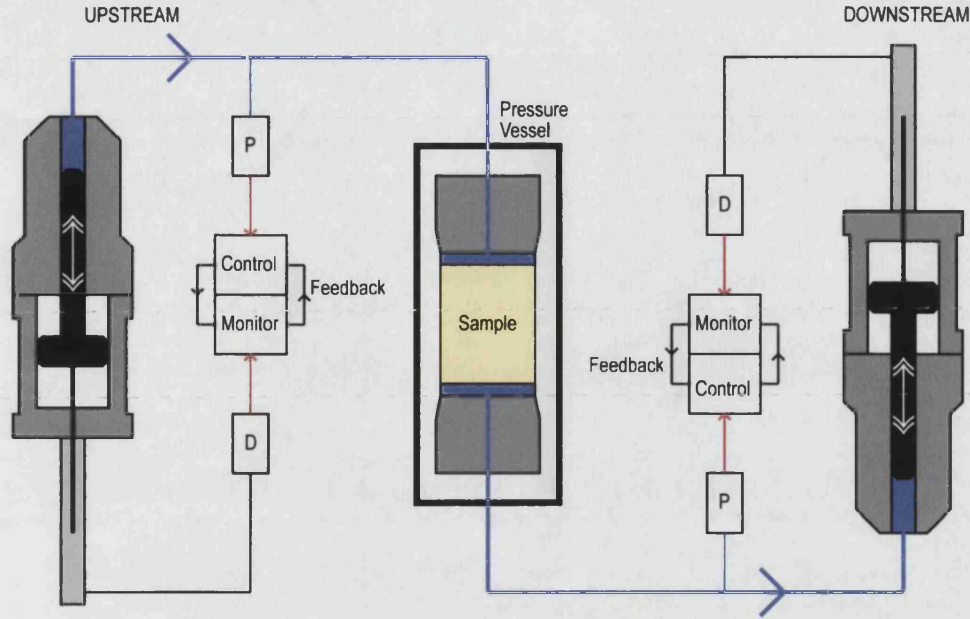 UPSTREAM
DOWNSTREAM
Pressure
Vessel
P
D
Control
Feedback
Monitor
Sample
Monitor
Feedback
Control
D
P